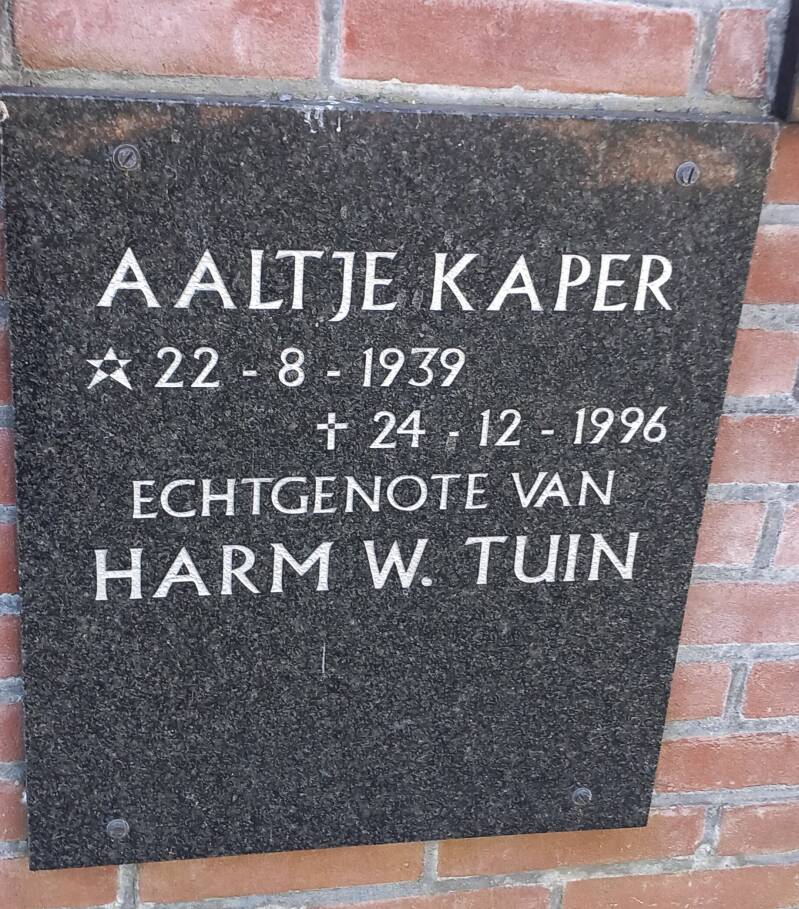 AALTJE KAPER
☆ 22 - 8 - 1939
✝ 24 - 12 - 1996
ECHTGENOTE VAN
HARM W. TUIN